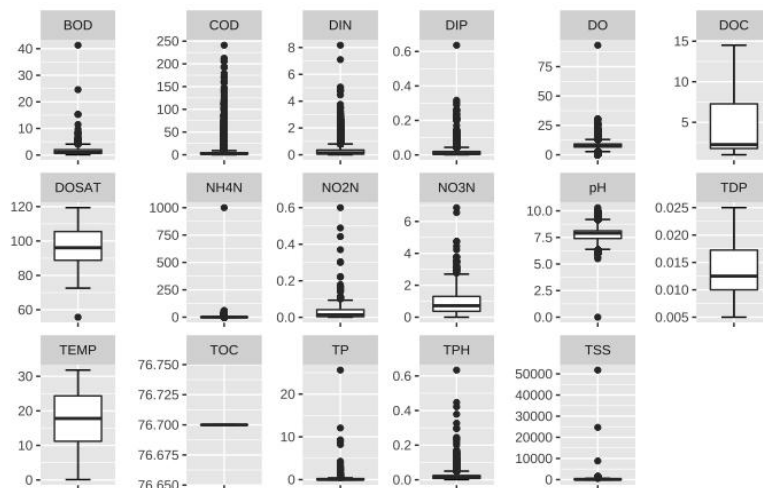 BOD COD DIN DIP DO DOC
40 30 20 10 0
250 200 150 100 50 0
8 6 4 2 0
0.6 0.4 0.2 0.0
75 50 25 0
15 10 5
DOSAT NH4N NO2N NO3N pH TDP
120 100 80 60
1000 750 500 250 0
0.6 0.4 0.2 0.0
6 4 2 0
10.0 7.5 5.0 2.5 0.0
0.025 0.020 0.015 0.010 0.005
TEMP TOC TP TPH TSS
30 20 10 0
76.750 76.725 76.700 76.675 76.650
20 10 0
0.6 0.4 0.2 0.0
50000 40000 30000 20000 10000 0